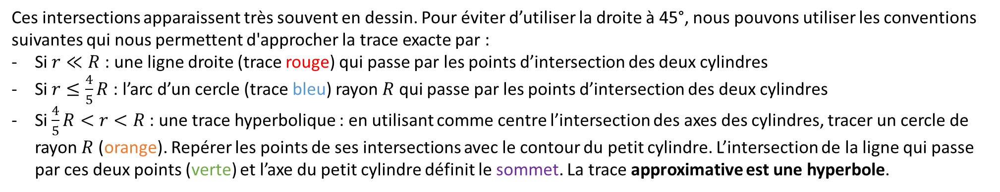 Ces intersections apparaissent très souvent en dessin. Pour éviter d’utiliser la droite à 45°, nous pouvons utiliser les conventions
suivantes qui nous permettent d'approcher la trace exacte par :
- Si r ≪ R : une ligne droite (trace rouge) qui passe par les points d’intersection des deux cylindres
- Si r ≤ 4/5 R : l’arc d’un cercle (trace bleu) rayon R qui passe par les points d’intersection des deux cylindres
- Si 4/5 R < r < R : une trace hyperbolique : en utilisant comme centre l’intersection des axes des cylindres, tracer un cercle de
rayon R (orange). Repérer les points de ses intersections avec le contour du petit cylindre. L’intersection de la ligne qui passe
par ces deux points (verte) et l’axe du petit cylindre définit le sommet. La trace approximative est une hyperbole.